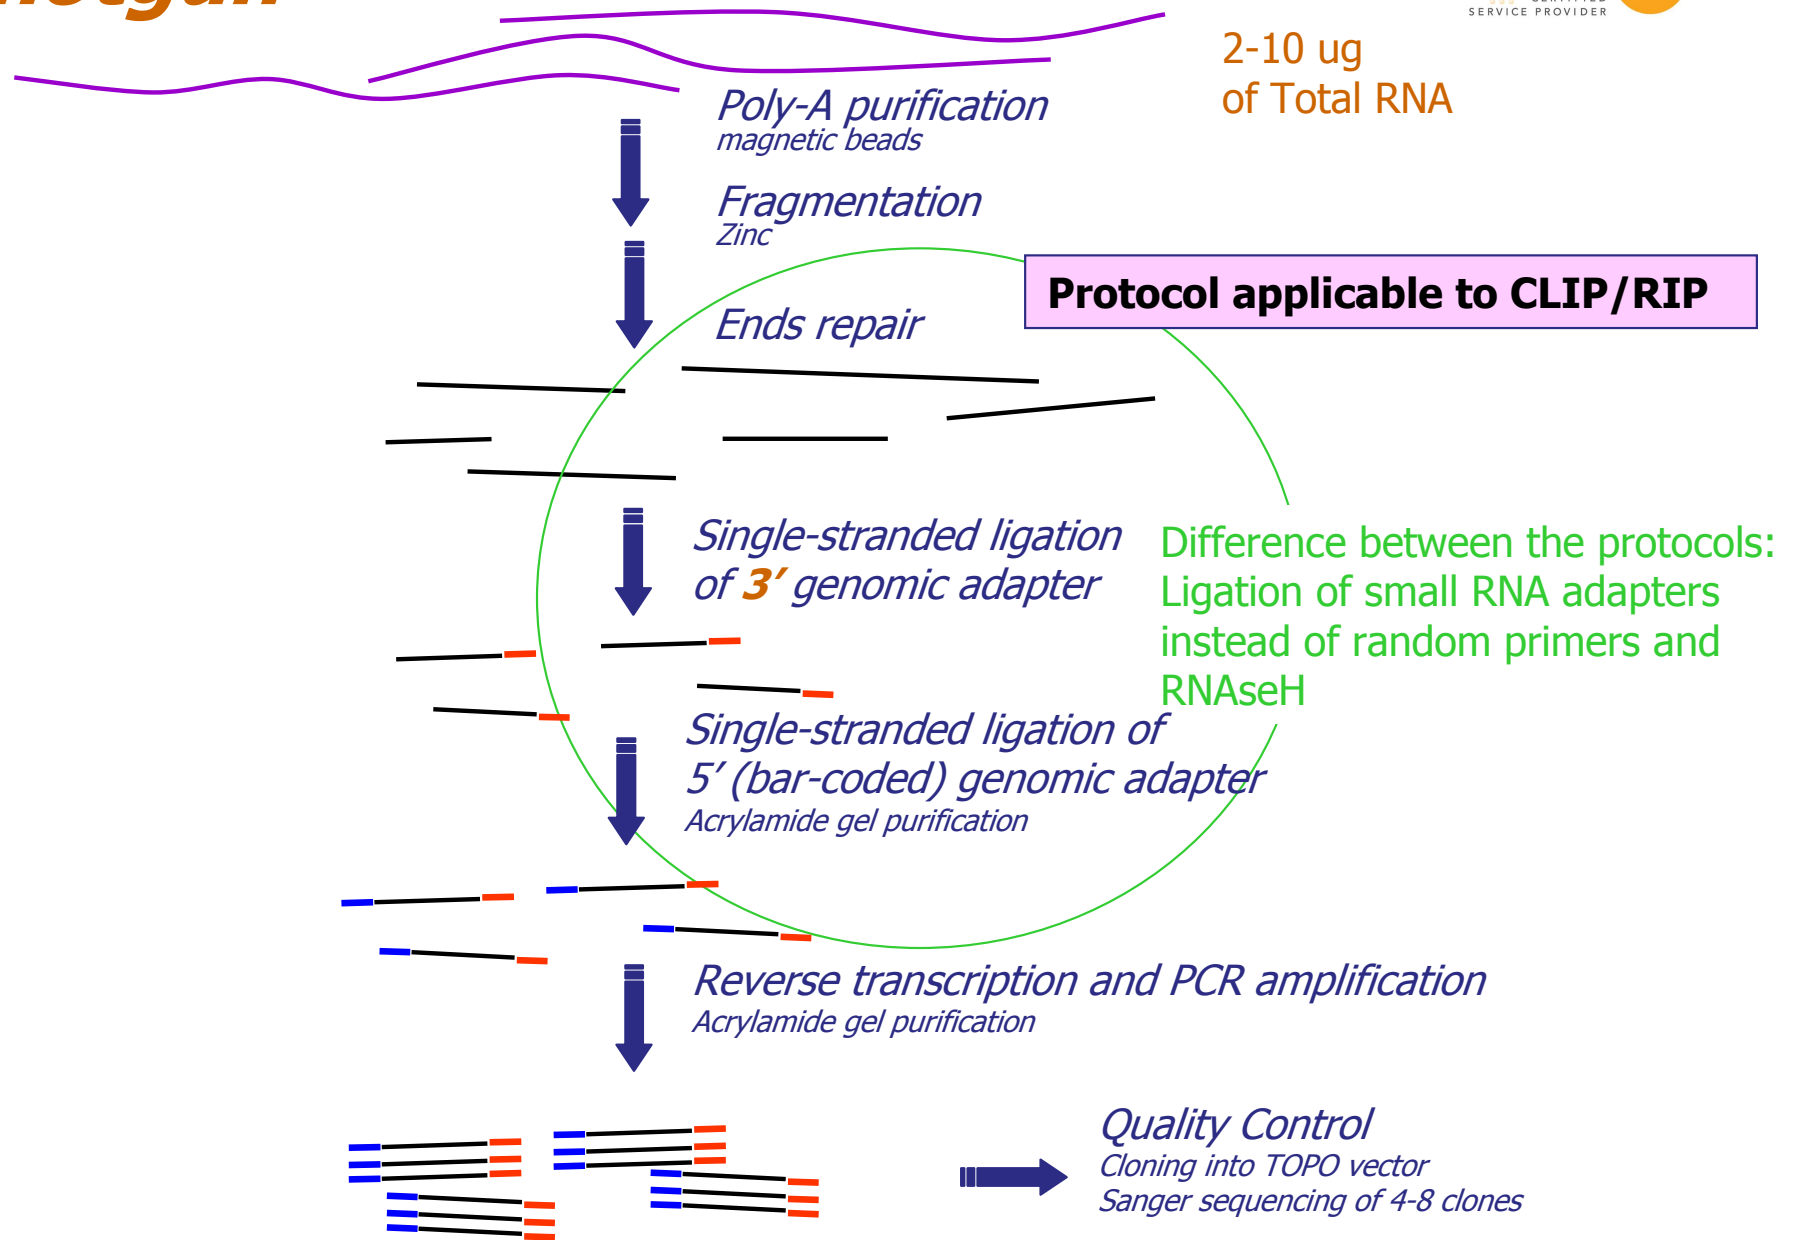 SERVICE PROVIDER
2-10 ug
of Total RNA
Poly-A purification
magnetic beads
Fragmentation
Zinc
Protocol applicable to CLIP/RIP
Ends repair
Single-stranded ligation
of 3’ genomic adapter
Difference between the protocols:
Ligation of small RNA adapters
instead of random primers and
RNAseH
Single-stranded ligation of
5’ (bar-coded) genomic adapter
Acrylamide gel purification
Reverse transcription and PCR amplification
Acrylamide gel purification
Quality Control
Cloning into TOPO vector
Sanger sequencing of 4-8 clones